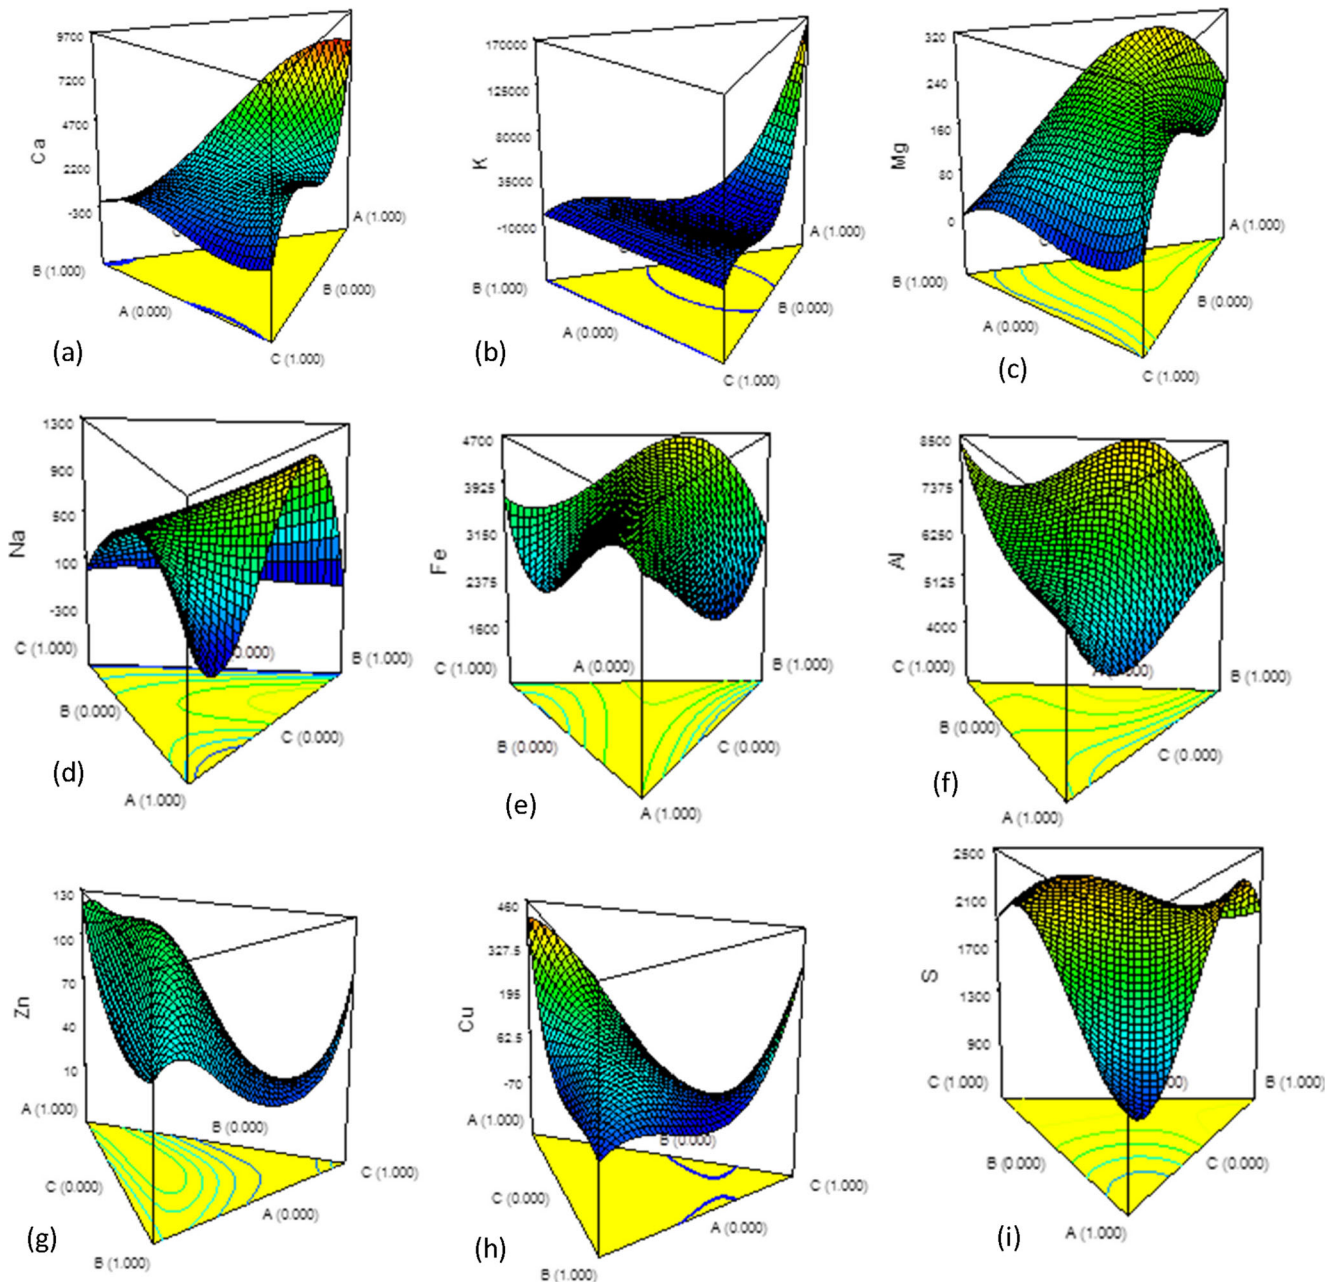 9700
7200
4700
2200
-300
Ca
A (1.000)
B (1.000)
B (0.000)
A (0.000)
C (1.000)
(a)
170000
125000
80000
35000
-10000
K
A (1.000)
B (1.000)
B (0.000)
A (0.000)
C (1.000)
(b)
320
240
160
80
0
Mg
A (1.000)
B (1.000)
B (0.000)
A (0.000)
C (1.000)
(c)
1300
900
500
100
-300
Na
C (1.000)
(0.000)
B (1.000)
B (0.000)
C (0.000)
A (1.000)
(d)
4700
3925
3150
2375
1600
Fe
C (1.000)
A (0.000)
B (1.000)
B (0.000)
C (0.000)
A (1.000)
(e)
8500
7375
6250
5125
4000
Al
C (1.000)
B (1.000)
B (0.000)
C (0.000)
A (1.000)
(f)
130
100
70
40
10
Zn
A (1.000)
B (0.000)
C (1.000)
C (0.000)
A (0.000)
B (1.000)
(g)
460
327.5
195
62.5
-70
Cu
A (1.000)
B (0.000)
C (1.000)
C (0.000)
A (0.000)
B (1.000)
(h)
2500
2100
1700
1300
900
S
C (1.000)
B (1.000)
B (0.000)
C (0.000)
A (1.000)
(i)